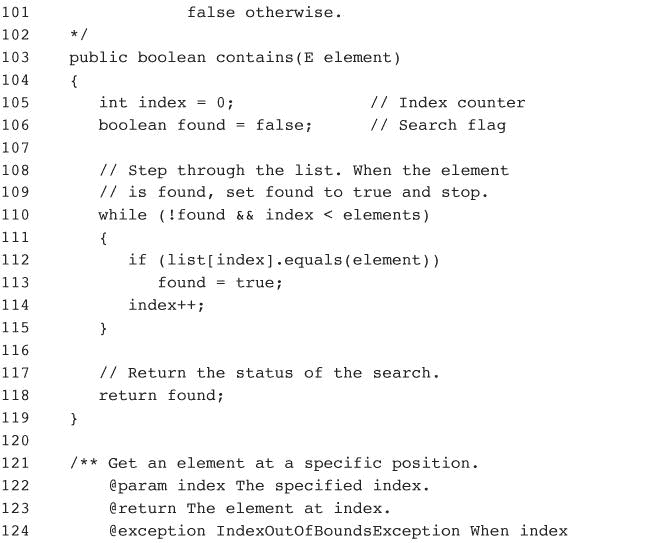 101                false otherwise.
102    */
103    public boolean contains(E element)
104    {
105       int index = 0;              // Index counter
106       boolean found = false;      // Search flag
107
108       // Step through the list. When the element
109       // is found, set found to true and stop.
110       while (!found && index < elements)
111       {
112          if (list[index].equals(element))
113             found = true;
114          index++;
115       }
116
117       // Return the status of the search.
118       return found;
119    }
120
121    /** Get an element at a specific position.
122        @param index The specified index.
123        @return The element at index.
124        @exception IndexOutOfBoundsException When index